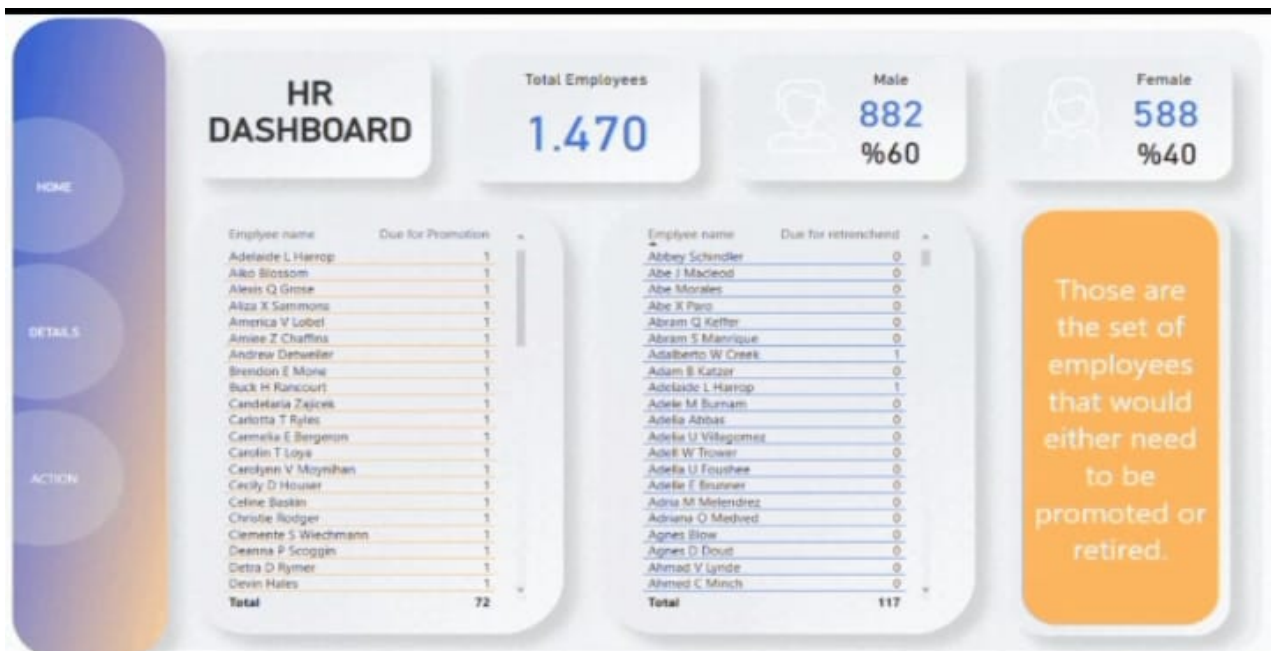 HR
DASHBOARD
Total Employees
1.470
Male
882
%60
Female
588
%40
HOME
DETAILS
ACTION
Emplyee name Due for Promotion
Adelaide L Harrop 1
Aiko Blossom 1
Alexis Q Grose 1
Aliza X Sammons 1
America V Lobel 1
Amiee Z Chaffins 1
Andrew Detweiler 1
Brendon E Mone 1
Buck H Rancourt 1
Candelaria Zajicek 1
Carlotta T Ryles 1
Carmelia E Bergeron 1
Carolin T Loya 1
Carolynn V Moynihan 1
Cecily D Houser 1
Celine Baskin 1
Christie Rodger 1
Clemente S Wiechmann 1
Deanna P Scoggin 1
Detra D Rymer 1
Devin Hales 1
Total 72
Emplyee name Due for retrenchend
Abbey Schindler 0
Abe J Macleod 0
Abe Morales 0
Abe X Paro 0
Abram Q Keffer 0
Abram S Manrique 0
Adalberto W Creek 1
Adam B Katzer 0
Adelaide L Harrop 1
Adele M Burnam 0
Adelia Abbas 0
Adelia U Villagomez 0
Adell W Trower 0
Adella U Foushee 0
Adelle E Brunner 0
Adria M Melendrez 0
Adriana O Medved 0
Agnes Blow 0
Agnes D Doud 0
Ahmad V Lynde 0
Ahmed C Minch 0
Total 117
Those are
the set of
employees
that would
either need
to be
promoted or
retired.